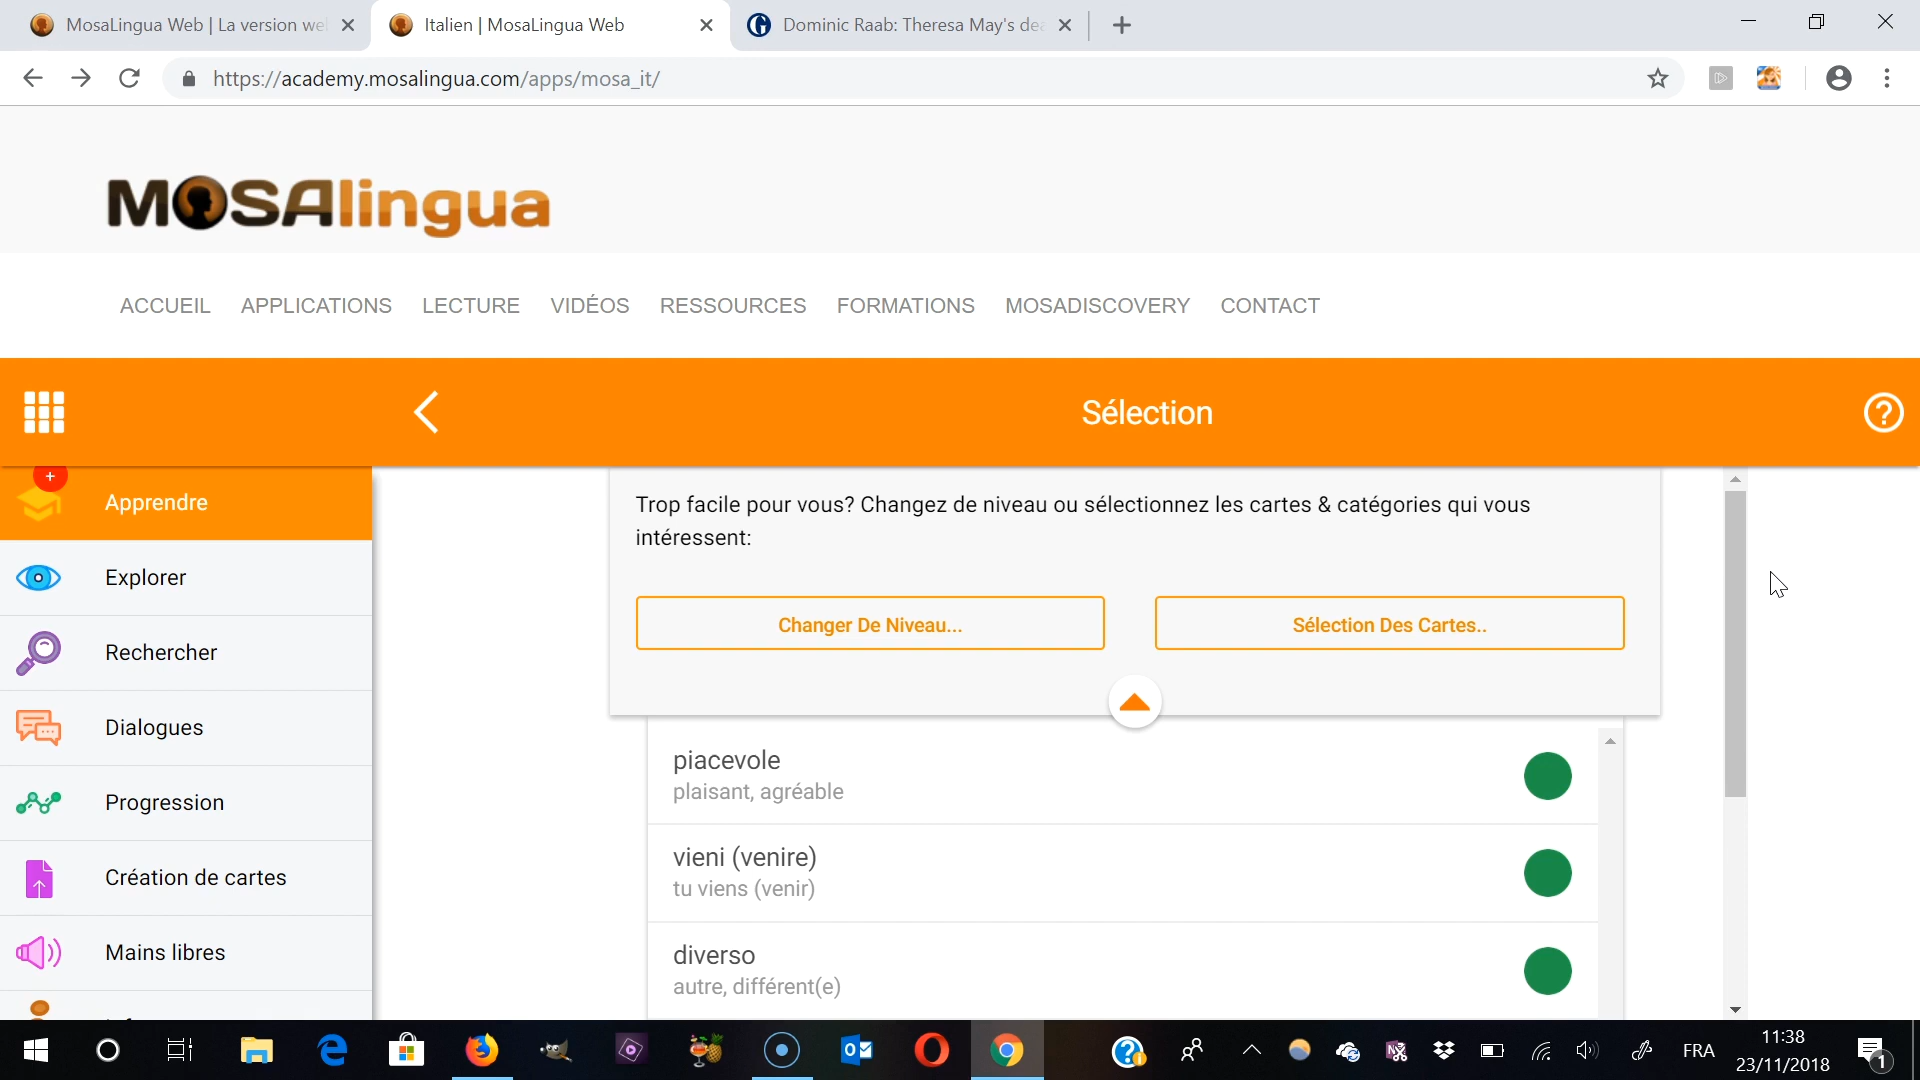 MosaLingua Web | La version we
Italien | MosaLingua Web
Dominic Raab: Theresa May's de
https://academy.mosalingua.com/apps/mosa_it/
MOSAlingua
ACCUEIL APPLICATIONS LECTURE VIDÉOS RESSOURCES FORMATIONS MOSADISCOVERY CONTACT
Sélection
Apprendre
Explorer
Rechercher
Dialogues
Progression
Création de cartes
Mains libres
Trop facile pour vous? Changez de niveau ou sélectionnez les cartes & catégories qui vous
intéressent:
Changer De Niveau...
Sélection Des Cartes..
piacevole
plaisant, agréable
vieni (venire)
tu viens (venir)
diverso
autre, différent(e)
FRA
11:38
23/11/2018
1